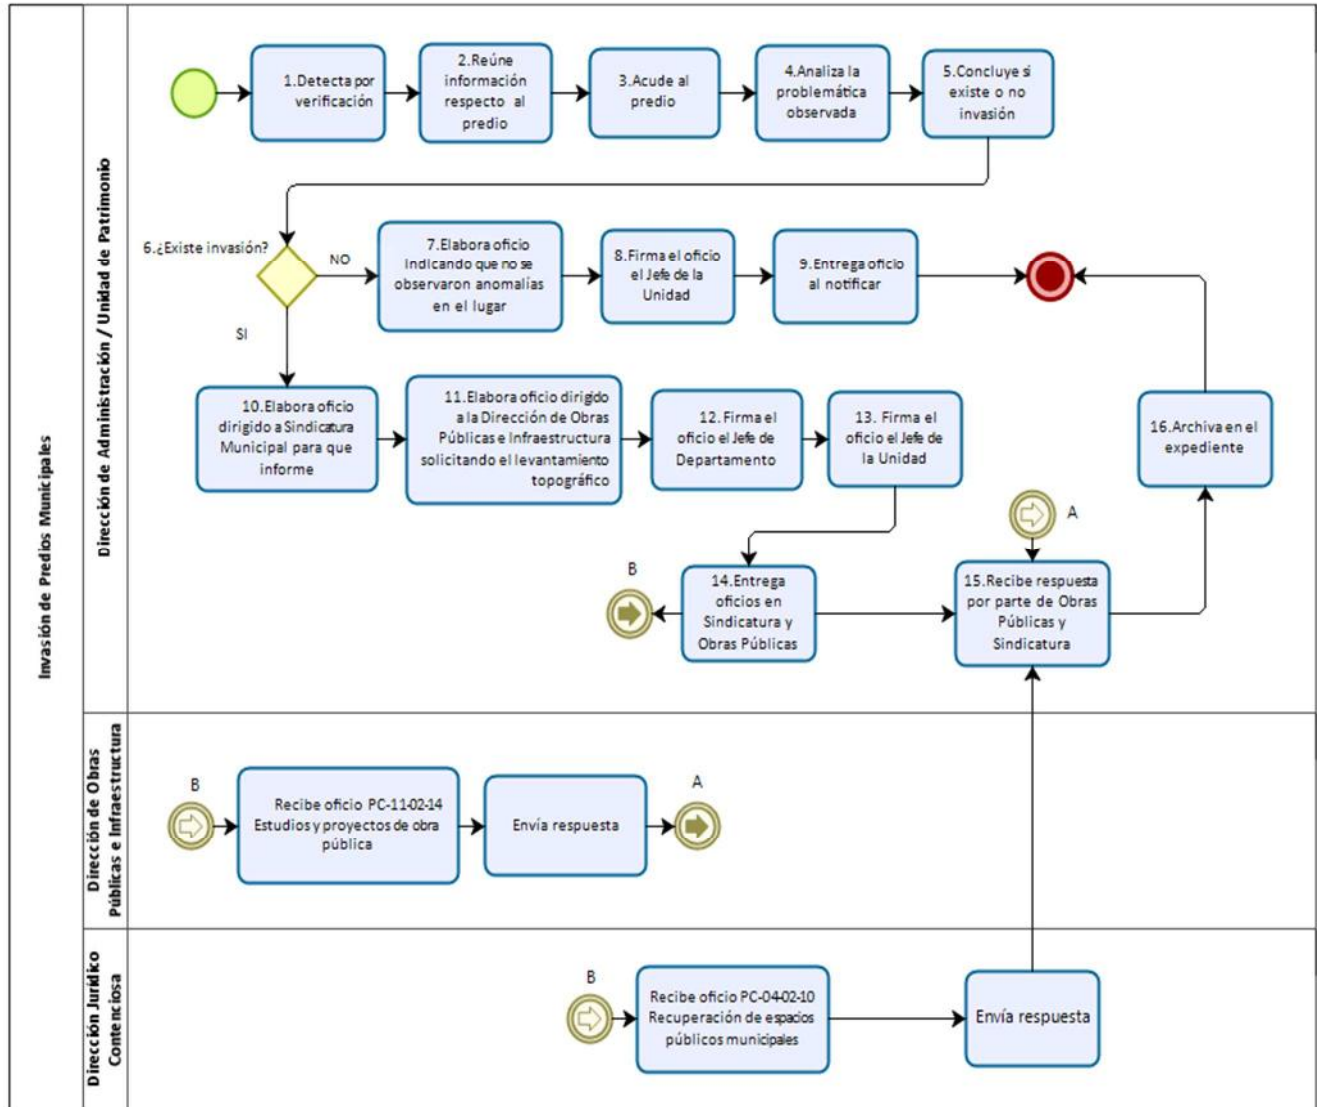 Invasión de Predios Municipales
Dirección de Administración / Unidad de Patrimonio
1.Detecta por
verificación
2.Reúne
información
respecto al
predio
3.Acude al
predio
4.Analiza la
problemática
observada
5.Concluye si
existe o no
invasión
6.¿Existe invasión?
NO
SI
7.Elabora oficio
indicando que no se
observaron anomalías
en el lugar
8.Firma el oficio
el Jefe de la
Unidad
9.Entrega oficio
al notificar
10.Elabora oficio
dirigido a Sindicatura
Municipal para que
informe
11.Elabora oficio dirigido
a la Dirección de Obras
Públicas e Infraestructura
solicitando el levantamiento
topográfico
12.Firma el
oficio el Jefe de
Departamento
13. Firma el
oficio el Jefe de
la Unidad
16.Archiva en el
expediente
A
B
14.Entrega
oficios en
Sindicatura y
Obras Públicas
15.Recibe respuesta
por parte de Obras
Públicas y
Sindicatura
Dirección de Obras
Públicas e Infraestructura
B
Recibe oficio PC-11-02-14
Estudios y proyectos de obra
pública
Envía respuesta
A
Dirección Jurídico
Contenciosa
B
Recibe oficio PC-04-02-10
Recuperación de espacios
públicos municipales
Envía respuesta